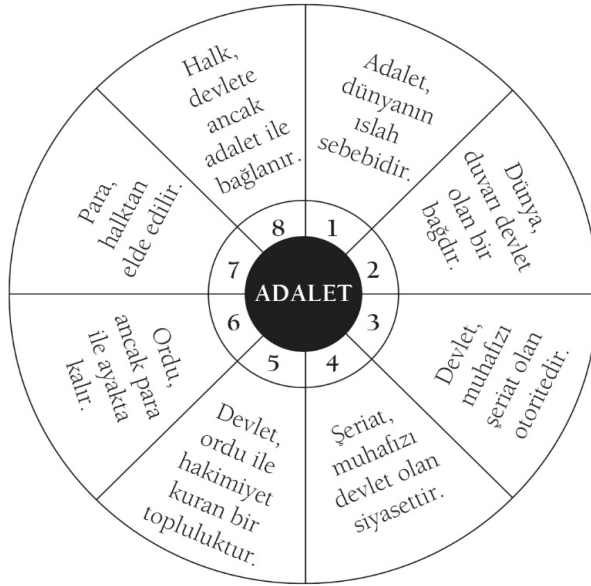 Adalet,
dünyanın
ıslah
sebebidir.
Dünya,
duvarı devlet
olan bir
bağdır.
Devlet,
muhafızı
şeriat olan
otoritedir.
Şeriat,
muhafızı
devlet olan
siyasettir.
Devlet,
ordu ile
hakimiyet
kuran bir
topluluktur.
Ordu,
ancak para
ile ayakta
kalır.
Para,
halktan
elde edilir.
Halk,
devlete
ancak
adalet ile
bağlanır.
1
2
3
4
5
6
7
8
ADALET